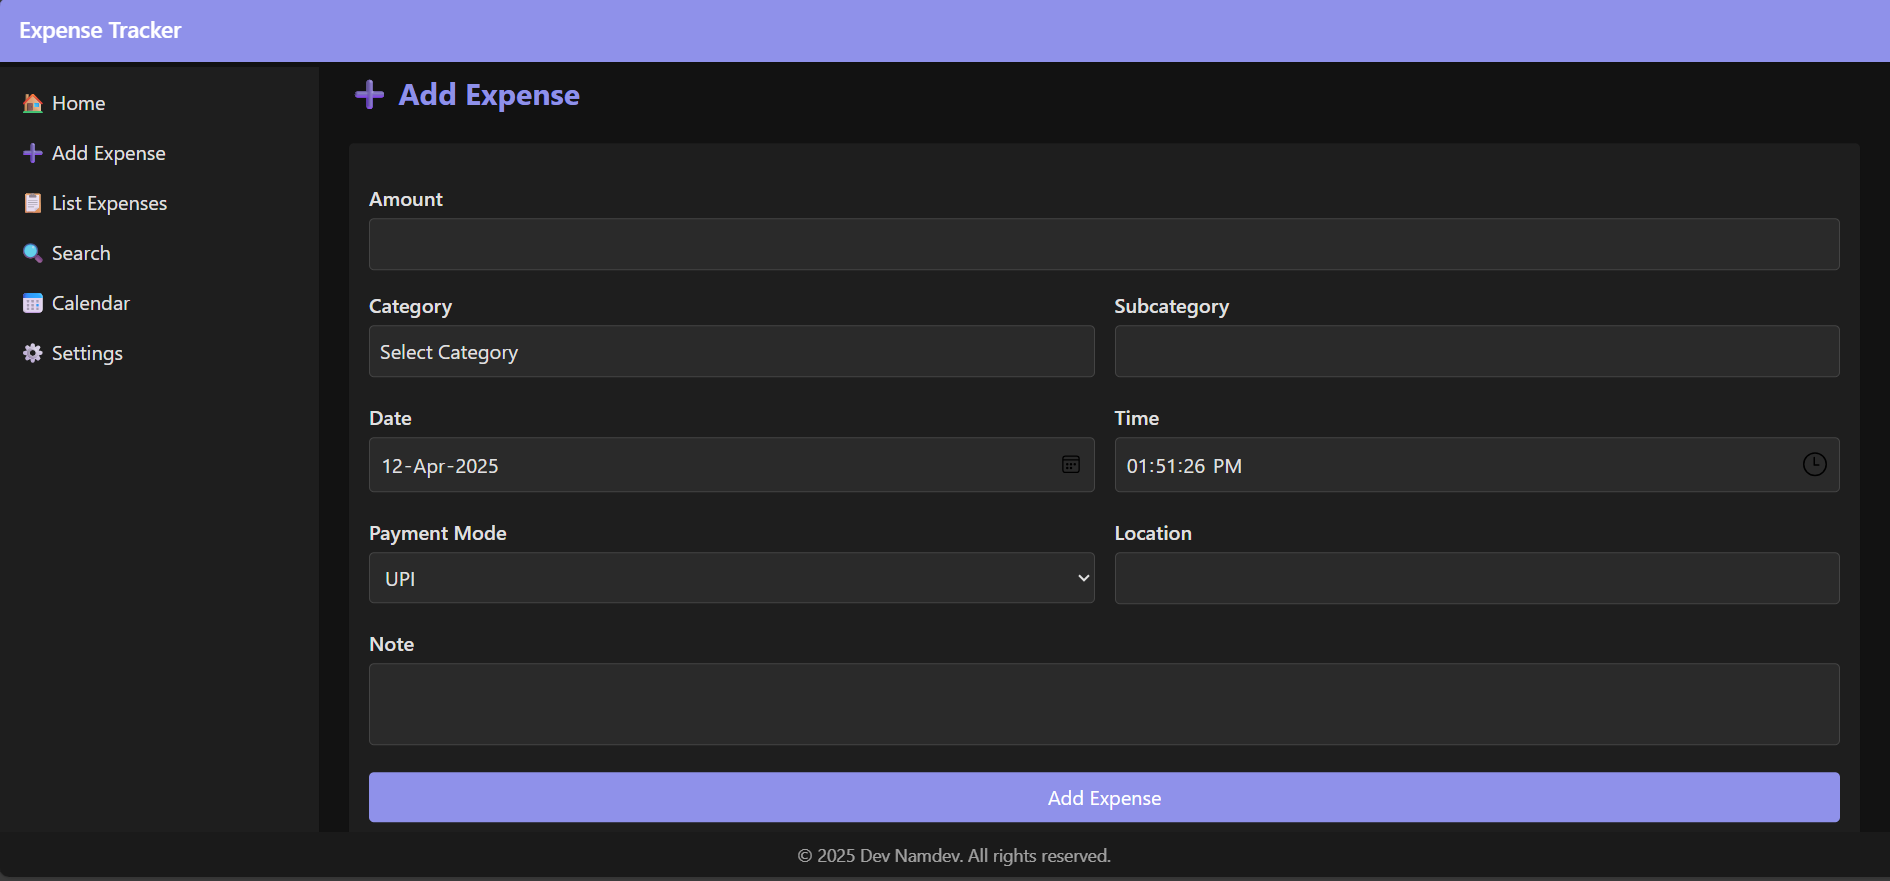 Expense Tracker
Home
Add Expense
List Expenses
Search
Calendar
Settings
Add Expense
Amount
Category
Subcategory
Select Category
Date
Time
12-Apr-2025
01:51:26 PM
Payment Mode
Location
UPI
Note
Add Expense
© 2025 Dev Namdev. All rights reserved.